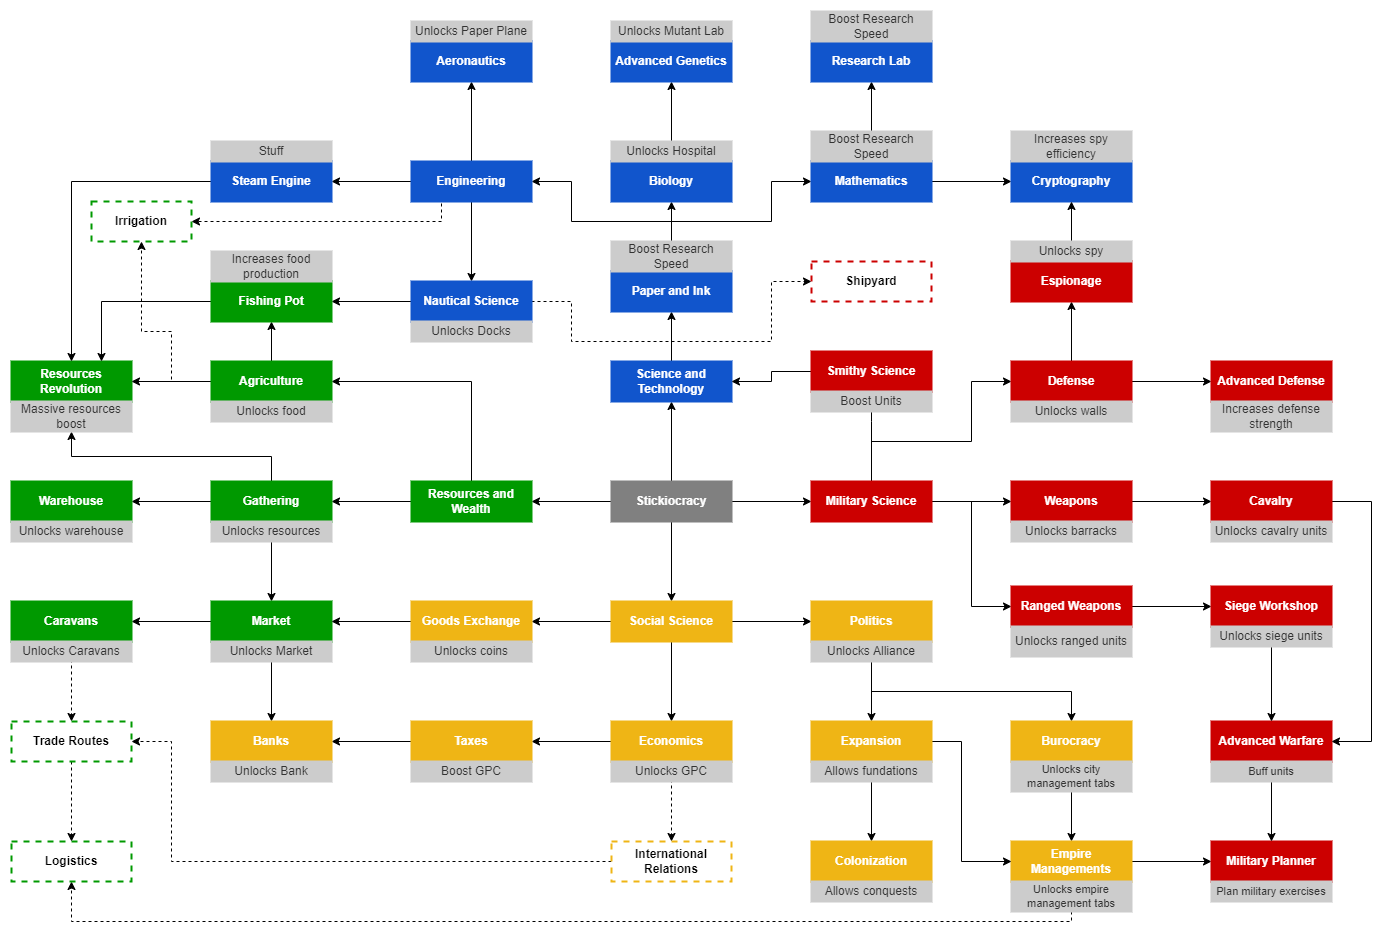 Unlocks Paper Plane
Aeronautics
Unlocks Mutant Lab
Advanced Genetics
Boost Research
Speed
Research Lab
Stuff
Steam Engine
Engineering
Unlocks Hospital
Biology
Boost Research
Speed
Mathematics
Increases spy
efficiency
Cryptography
Irrigation
Increases food
production
Fishing Pot
Nautical Science
Unlocks Docks
Boost Research
Speed
Paper and Ink
Shipyard
Unlocks spy
Espionage
Resources
Revolution
Massive resources
boost
Agriculture
Unlocks food
Science and
Technology
Smithy Science
Boost Units
Defense
Unlocks walls
Advanced Defense
Increases defense
strength
Warehouse
Unlocks warehouse
Gathering
Unlocks resources
Resources and
Wealth
Stickiocracy
Military Science
Weapons
Unlocks barracks
Cavalry
Unlocks cavalry units
Caravans
Unlocks Caravans
Market
Unlocks Market
Goods Exchange
Unlocks coins
Social Science
Politics
Unlocks Alliance
Ranged Weapons
Unlocks ranged units
Siege Workshop
Unlocks siege units
Trade Routes
Banks
Unlocks Bank
Taxes
Boost GPC
Economics
Unlocks GPC
Expansion
Allows fundations
Burocracy
Unlocks city
management tabs
Advanced Warfare
Buff units
Logistics
International
Relations
Colonization
Allows conquests
Empire
Managements
Unlocks empire
management tabs
Military Planner
Plan military exercises